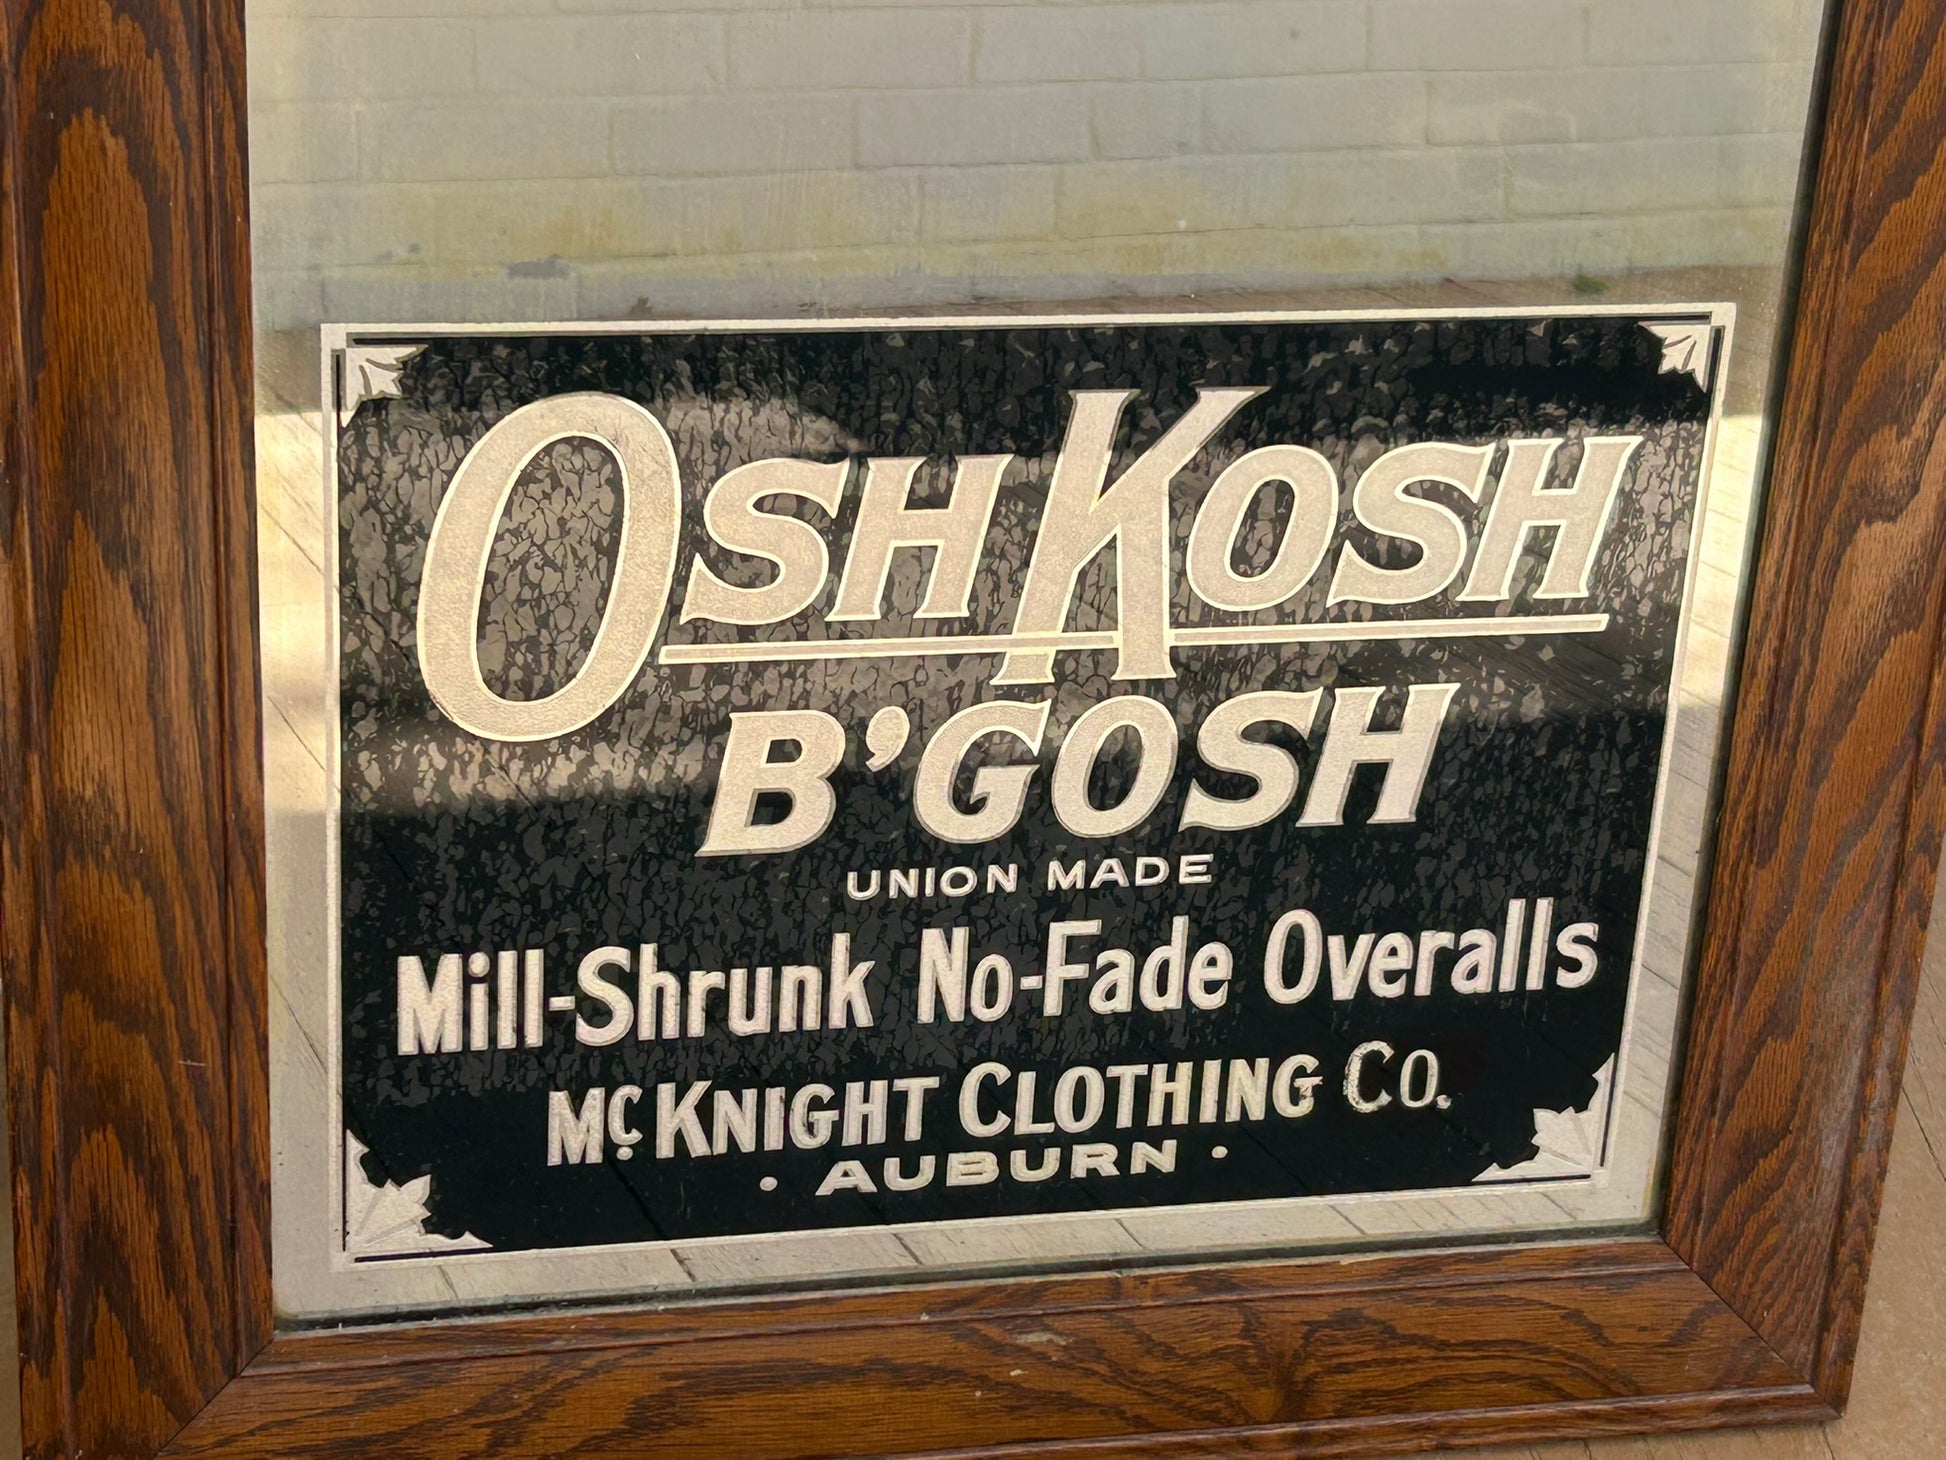 OSHKOSH
B'GOSH
UNION MADE
Mill-Shrunk No-Fade Overalls
McKNIGHT CLOTHING CO.
· AUBURN ·